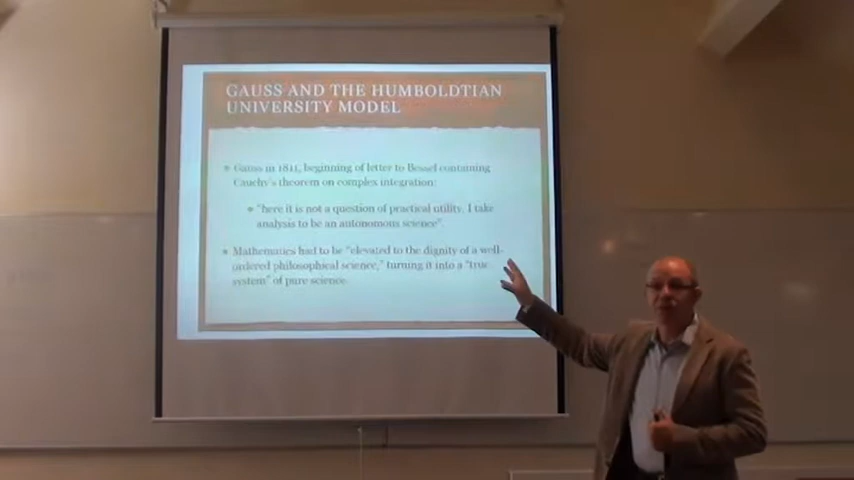 GAUSS AND THE HUMBOLDTIAN
UNIVERSITY MODEL
Gauss in 1811, beginning of letter to Bessel containing
Cauchy's theorem on complex integration:
"here it is not a question of practical utility. I take
analysis to be an autonomous science".
Mathematics had to be "elevated to the dignity of a well-
ordered philosophical science," turning it into a "true
system" of pure science.